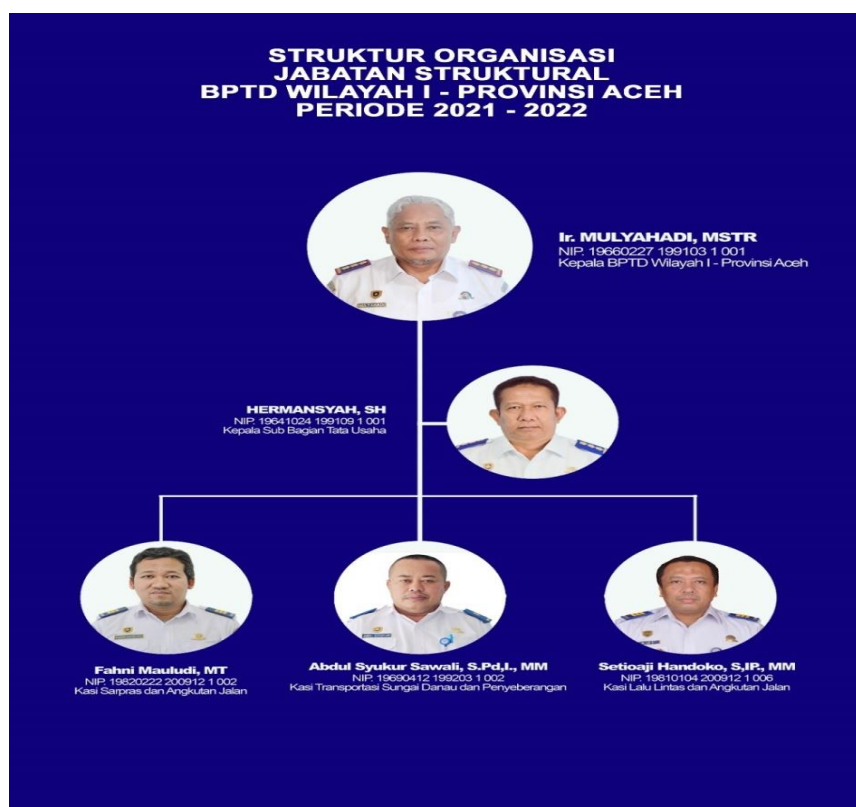 STRUKTUR ORGANISASI
JABATAN STRUKTURAL
BPTD WILAYAH I - PROVINSI ACEH
PERIODE 2021 - 2022
Ir. MULYAHADI, MSTR
NIP. 19660227 199103 1 001
Kepala BPTD Wilayah I - Provinsi Aceh
HERMANSYAH, SH
NIP. 19641024 199109 1 001
Kepala Sub Bagian Tata Usaha
Fahni Mauludi, MT
NIP. 19820222 200912 1 002
Kasi Sarpras dan Angkutan Jalan
Abdul Syukur Sawali, S.Pd,I., MM
NIP. 19690412 199203 1 002
Kasi Transportasi Sungai Danau dan Penyeberangan
Setioaji Handoko, S,IP., MM
NIP. 19810104 200912 1 006
Kasi Lalu Lintas dan Angkutan Jalan